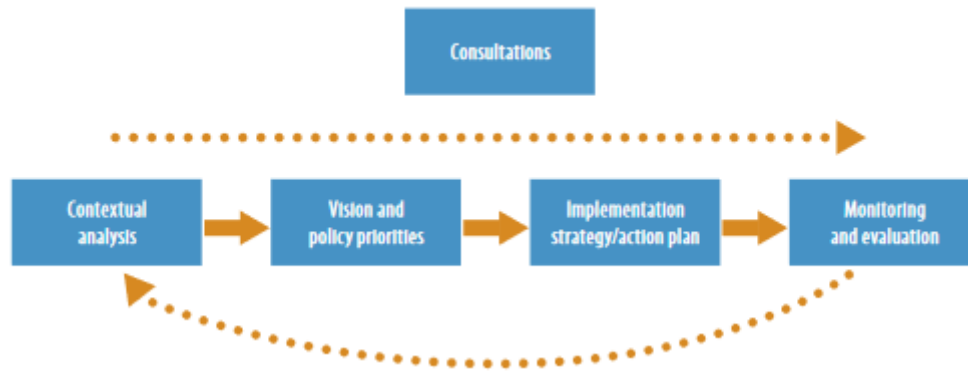 Consultations
Contextual
analysis
Vision and
policy priorities
Implementation
strategy/action plan
Monitoring
and evaluation